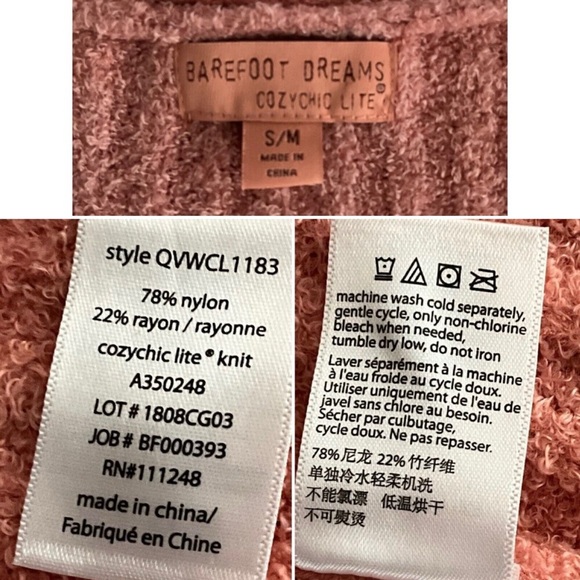 BAREFOOT DREAMS
COZYCHIC LITE®
S/M
MADE IN
CHINA
style QVWCL1183
78% nylon
22% rayon / rayonne
cozychic lite® knit
A350248
LOT # 1808CG03
JOB # BF000393
RN#111248
made in china/
Fabriqué en Chine
machine wash cold separately,
gentle cycle, only non-chlorine
bleach when needed,
tumble dry low, do not iron
Laver séparément à la machine
à l'eau froide au cycle doux.
Utiliser uniquement de l'eau de
javel sans chlore au besoin.
Sécher par culbutage,
cycle doux. Ne pas repasser.
78% 尼龙 22% 竹纤维
单独冷水轻柔机洗
不能氯漂 低温烘干
不可熨烫